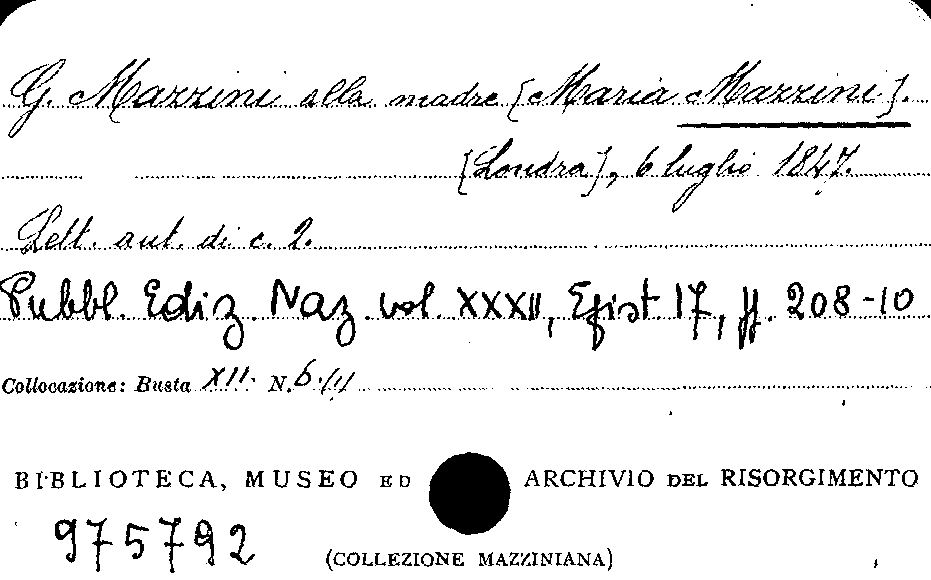 G. Mazzini alla madre [Maria Mazzini].
[Londra], 6 luglio 1847.
Lett. aut. di c. 2.
Pubbl. Ediz. Naz. vol. XXXII, Epist. 17, pp. 208-10
Collocazione: Busta XII. N. 6/II
BIBLIOTECA, MUSEO ED ARCHIVIO DEL RISORGIMENTO
975792
(COLLEZIONE MAZZINIANA)